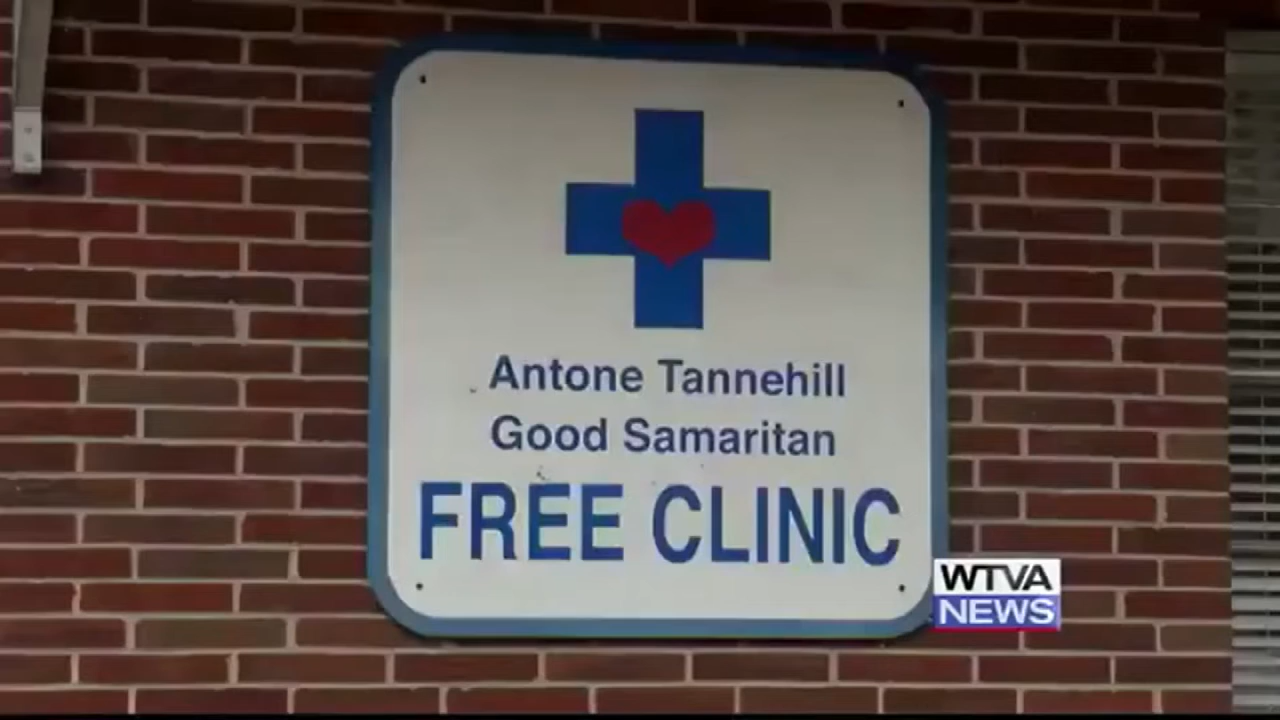 Antone Tannehill
Good Samaritan
FREE CLINIC
WTVA
NEWS